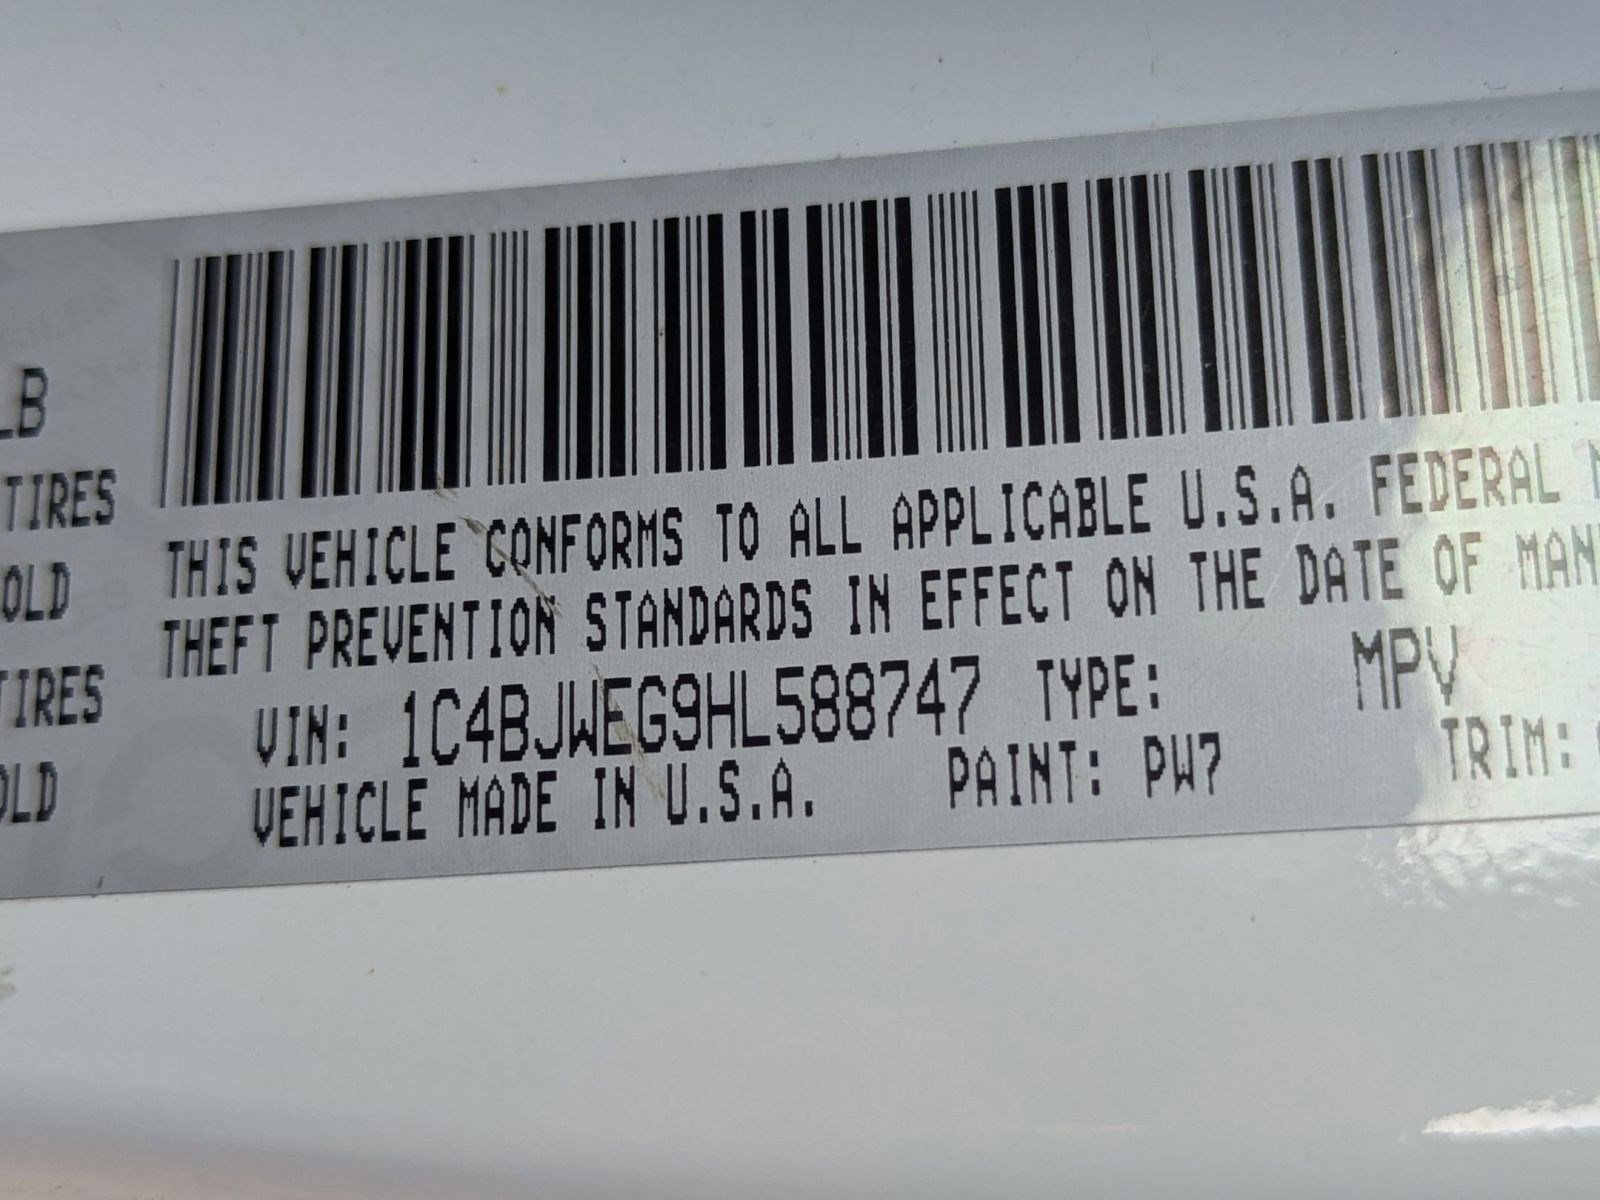 LB
TIRES
OLD
TIRES
OLD
THIS VEHICLE CONFORMS TO ALL APPLICABLE U.S.A. FEDERAL
THEFT PREVENTION STANDARDS IN EFFECT ON THE DATE OF MAN
VIN: 1C4BJWEG9HL588747 TYPE: MPV
VEHICLE MADE IN U.S.A. PAINT: PW7 TRIM: